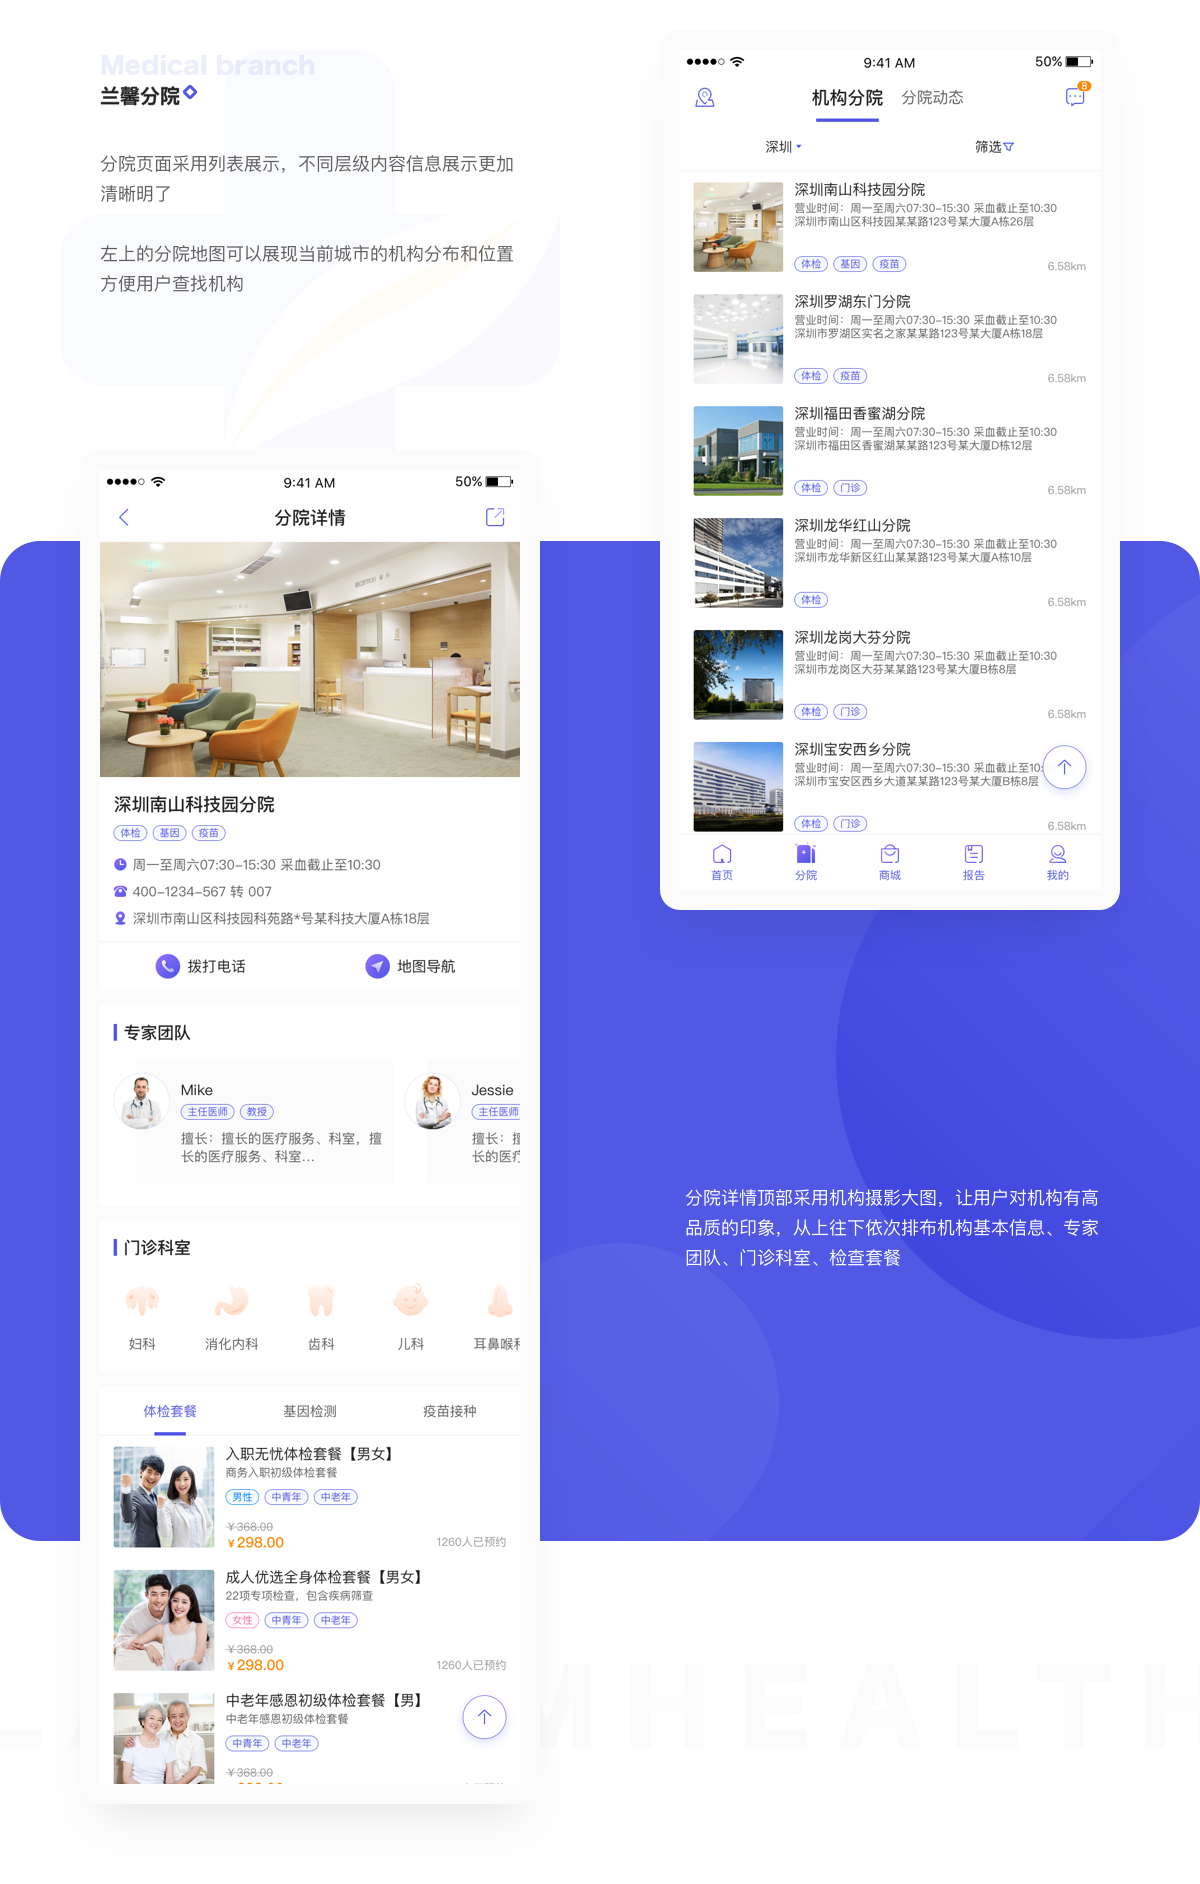 Medical branch
兰馨分院
分院页面采用列表展示，不同层级内容信息展示更加
清晰明了
左上的分院地图可以展现当前城市的机构分布和位置
方便用户查找机构
9:41 AM
50%
机构分院
分院动态
8
深圳
筛选
深圳南山科技园分院
营业时间：周一至周六07:30-15:30 采血截止至10:30
深圳市南山区科技园某某路123号某大厦A栋26层
体检
基因
疫苗
6.58km
深圳罗湖东门分院
营业时间：周一至周六07:30-15:30 采血截止至10:30
深圳市罗湖区实名之家某某路123号某大厦A栋18层
体检
疫苗
6.58km
深圳福田香蜜湖分院
营业时间：周一至周六07:30-15:30 采血截止至10:30
深圳市福田区香蜜湖某某路123号某大厦D栋12层
体检
门诊
6.58km
深圳龙华红山分院
营业时间：周一至周六07:30-15:30 采血截止至10:30
深圳市龙华新区红山某某路123号某大厦A栋10层
体检
6.58km
深圳龙岗大芬分院
营业时间：周一至周六07:30-15:30 采血截止至10:30
深圳市龙岗区大芬某某路123号某大厦B栋8层
体检
门诊
6.58km
深圳宝安西乡分院
营业时间：周一至周六07:30-15:30 采血截止至10:
深圳市宝安区西乡大道某某路123号某大厦B栋8层
体检
门诊
6.58km
首页
分院
商城
报告
我的
9:41 AM
50%
分院详情
深圳南山科技园分院
体检
基因
疫苗
周一至周六07:30-15:30 采血截止至10:30
400-1234-567 转 007
深圳市南山区科技园科苑路*号某科技大厦A栋18层
拨打电话
地图导航
专家团队
Mike
主任医师
教授
擅长：擅长的医疗服务、科室，擅
长的医疗服务、科室...
Jessie
主任医师
擅长：擅
长的医疗
门诊科室
妇科
消化内科
齿科
儿科
耳鼻喉科
体检套餐
基因检测
疫苗接种
入职无忧体检套餐【男女】
商务入职初级体检套餐
男性
中青年
中老年
¥368.00
¥298.00
1260人已预约
成人优选全身体检套餐【男女】
22项专项检查，包含疾病筛查
女性
中青年
中老年
¥368.00
¥298.00
1260人已预约
中老年感恩初级体检套餐【男】
中老年感恩初级体检套餐
中青年
中老年
¥368.00
分院详情顶部采用机构摄影大图，让用户对机构有高
品质的印象，从上往下依次排布机构基本信息、专家
团队、门诊科室、检查套餐
MHEALTH